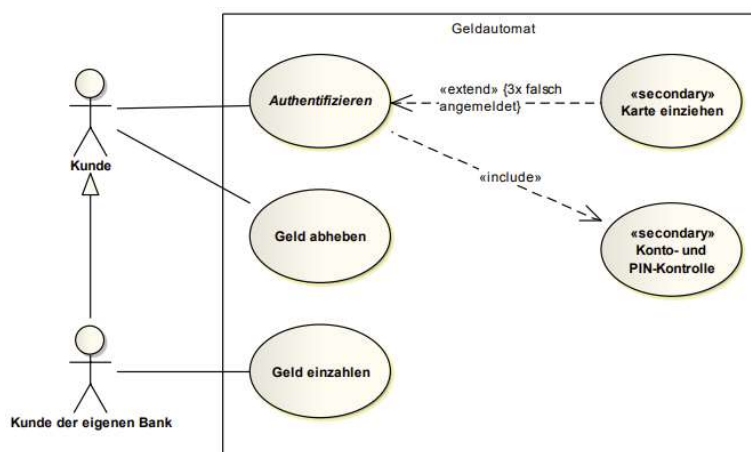 Geldautomat
Authentifizieren
«extend» {3x falsch
angemeldet}
«secondary»
Karte einziehen
Kunde
«include»
Geld abheben
«secondary»
Konto- und
PIN-Kontrolle
Geld einzahlen
Kunde der eigenen Bank